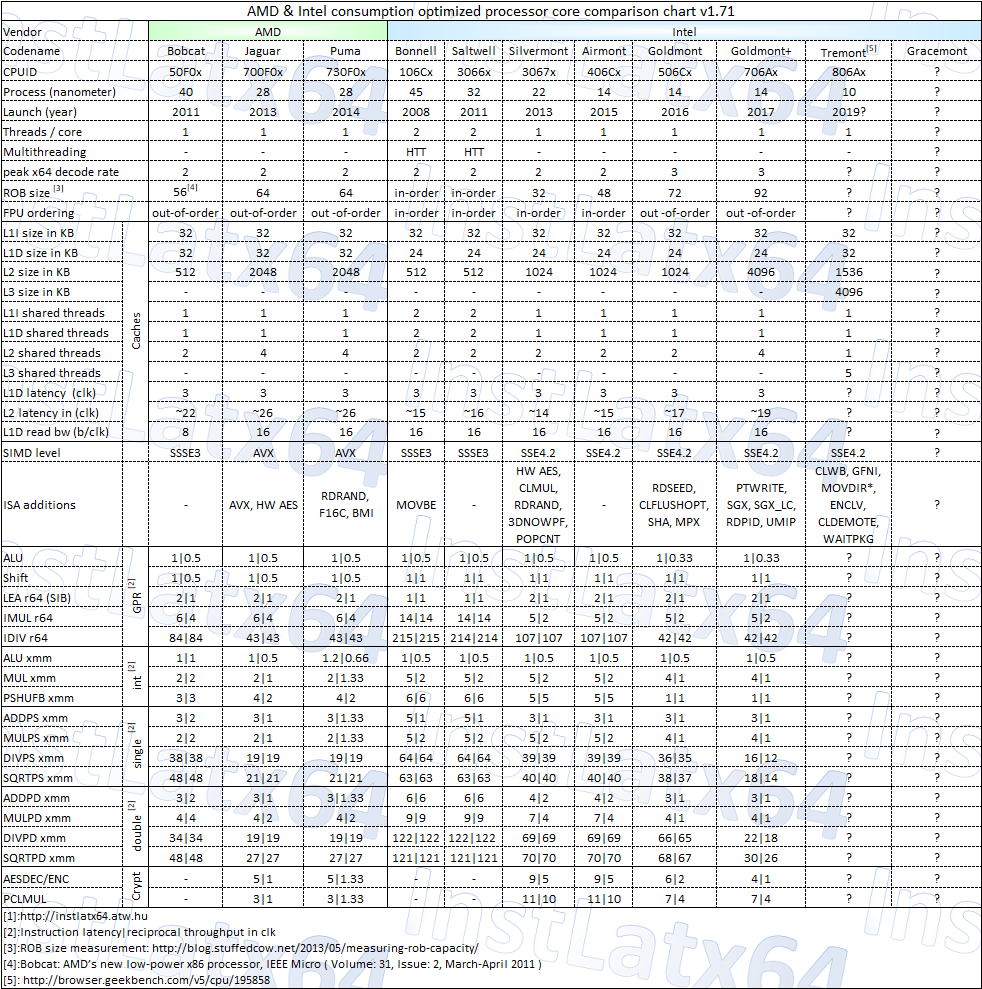 AMD & Intel consumption optimized processor core comparison chart v1.71
Vendor AMD Intel
Codename Bobcat Jaguar Puma Bonnell Saltwell Silvermont Airmont Goldmont Goldmont+ Tremont[5] Gracemont
CPUID 50F0x 700F0x 730F0x 106Cx 3066x 3067x 406Cx 506Cx 706Ax 806Ax ?
Process (nanometer) 40 28 28 45 32 22 14 14 14 10 ?
Launch (year) 2011 2013 2014 2008 2011 2013 2015 2016 2017 2019? ?
Threads / core 1 1 1 2 2 1 1 1 1 1 ?
Multithreading - - - HTT HTT - - - - - ?
peak x64 decode rate 2 2 2 2 2 2 2 3 3 ? ?
ROB size [3] 56[4] 64 64 in-order in-order 32 48 72 92 ? ?
FPU ordering out-of-order out-of-order out -of-order in-order in-order in-order in-order out -of-order out -of-order ? ?
Caches
L1I size in KB 32 32 32 32 32 32 32 32 32 32 ?
L1D size in KB 32 32 32 24 24 24 24 24 24 32 ?
L2 size in KB 512 2048 2048 512 512 1024 1024 1024 4096 1536 ?
L3 size in KB - - - - - - - - - 4096 ?
L1I shared threads 1 1 1 2 2 1 1 1 1 1 ?
L1D shared threads 1 1 1 2 2 1 1 1 1 1 ?
L2 shared threads 2 4 4 2 2 2 2 2 4 1 ?
L3 shared threads - - - - - - - - - 5 ?
L1D latency (clk) 3 3 3 3 3 3 3 3 3 ? ?
L2 latency in (clk) ~22 ~26 ~26 ~15 ~16 ~14 ~15 ~17 ~19 ? ?
L1D read bw (b/clk) 8 16 16 16 16 16 16 16 16 ? ?
SIMD level SSSE3 AVX AVX SSSE3 SSSE3 SSE4.2 SSE4.2 SSE4.2 SSE4.2 SSE4.2 ?
ISA additions - AVX, HW AES RDRAND, F16C, BMI MOVBE - HW AES, CLMUL, RDRAND, 3DNOWPF, POPCNT - RDSEED, CLFLUSHOPT, SHA, MPX PTWRITE, SGX, SGX_LC, RDPID, UMIP CLWB, GFNI, MOVDIR*, ENCLV, CLDEMOTE, WAITPKG ?
GPR [2]
ALU 1|0.5 1|0.5 1|0.5 1|0.5 1|0.5 1|0.5 1|0.5 1|0.33 1|0.33 ? ?
Shift 1|0.5 1|0.5 1|0.5 1|1 1|1 1|1 1|1 1|1 1|1 ? ?
LEA r64 (SIB) 2|1 2|1 2|1 1|1 1|1 2|1 2|1 2|1 2|1 ? ?
IMUL r64 6|4 6|4 6|4 14|14 14|14 5|2 5|2 5|2 5|2 ? ?
IDIV r64 84|84 43|43 43|43 215|215 214|214 107|107 107|107 42|42 42|42 ? ?
int [2]
ALU xmm 1|1 1|0.5 1.2|0.66 1|0.5 1|0.5 1|0.5 1|0.5 1|0.5 1|0.5 ? ?
MUL xmm 2|2 2|1 2|1.33 5|2 5|2 5|2 5|2 4|1 4|1 ? ?
PSHUFB xmm 3|3 4|2 4|2 6|6 6|6 5|5 5|5 1|1 1|1 ? ?
single [2]
ADDPS xmm 3|2 3|1 3|1.33 5|1 5|1 3|1 3|1 3|1 3|1 ? ?
MULPS xmm 2|2 2|1 2|1.33 5|2 5|2 5|2 5|2 4|1 4|1 ? ?
DIVPS xmm 38|38 19|19 19|19 64|64 64|64 39|39 39|39 36|35 16|12 ? ?
SQRTPS xmm 48|48 21|21 21|21 63|63 63|63 40|40 40|40 38|37 18|14 ? ?
double [2]
ADDPD xmm 3|2 3|1 3|1.33 6|6 6|6 4|2 4|2 3|1 3|1 ? ?
MULPD xmm 4|4 4|2 4|2 9|9 9|9 7|4 7|4 4|1 4|1 ? ?
DIVPD xmm 34|34 19|19 19|19 122|122 122|122 69|69 69|69 66|65 22|18 ? ?
SQRTPD xmm 48|48 27|27 27|27 121|121 121|121 70|70 70|70 68|67 30|26 ? ?
Crypt
AESDEC/ENC - 5|1 5|1.33 - - 9|5 9|5 6|2 4|1 ? ?
PCLMUL - 3|1 3|1.33 - - 11|10 11|10 7|4 7|4 ? ?
[1]:http://instlatx64.atw.hu
[2]:Instruction latency|reciprocal throughput in clk
[3]:ROB size measurement: http://blog.stuffedcow.net/2013/05/measuring-rob-capacity/
[4]:Bobcat: AMD's new low-power x86 processor, IEEE Micro ( Volume: 31, Issue: 2, March-April 2011 )
[5]: http://browser.geekbench.com/v5/cpu/195858
InstLatx64